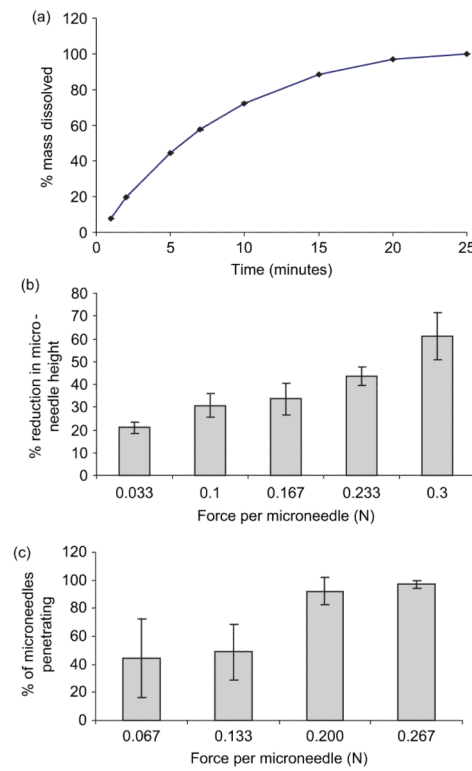 (a)
120
100
80
60
40
20
0
% mass dissolved
0 5 10 15 20 25
Time (minutes)
(b)
80
70
60
50
40
30
20
10
0
% reduction in micro-
needle height
0.033 0.1 0.167 0.233 0.3
Force per microneedle (N)
(c)
120
100
80
60
40
20
0
% of microneedles
penetrating
0.067 0.133 0.200 0.267
Force per microneedle (N)